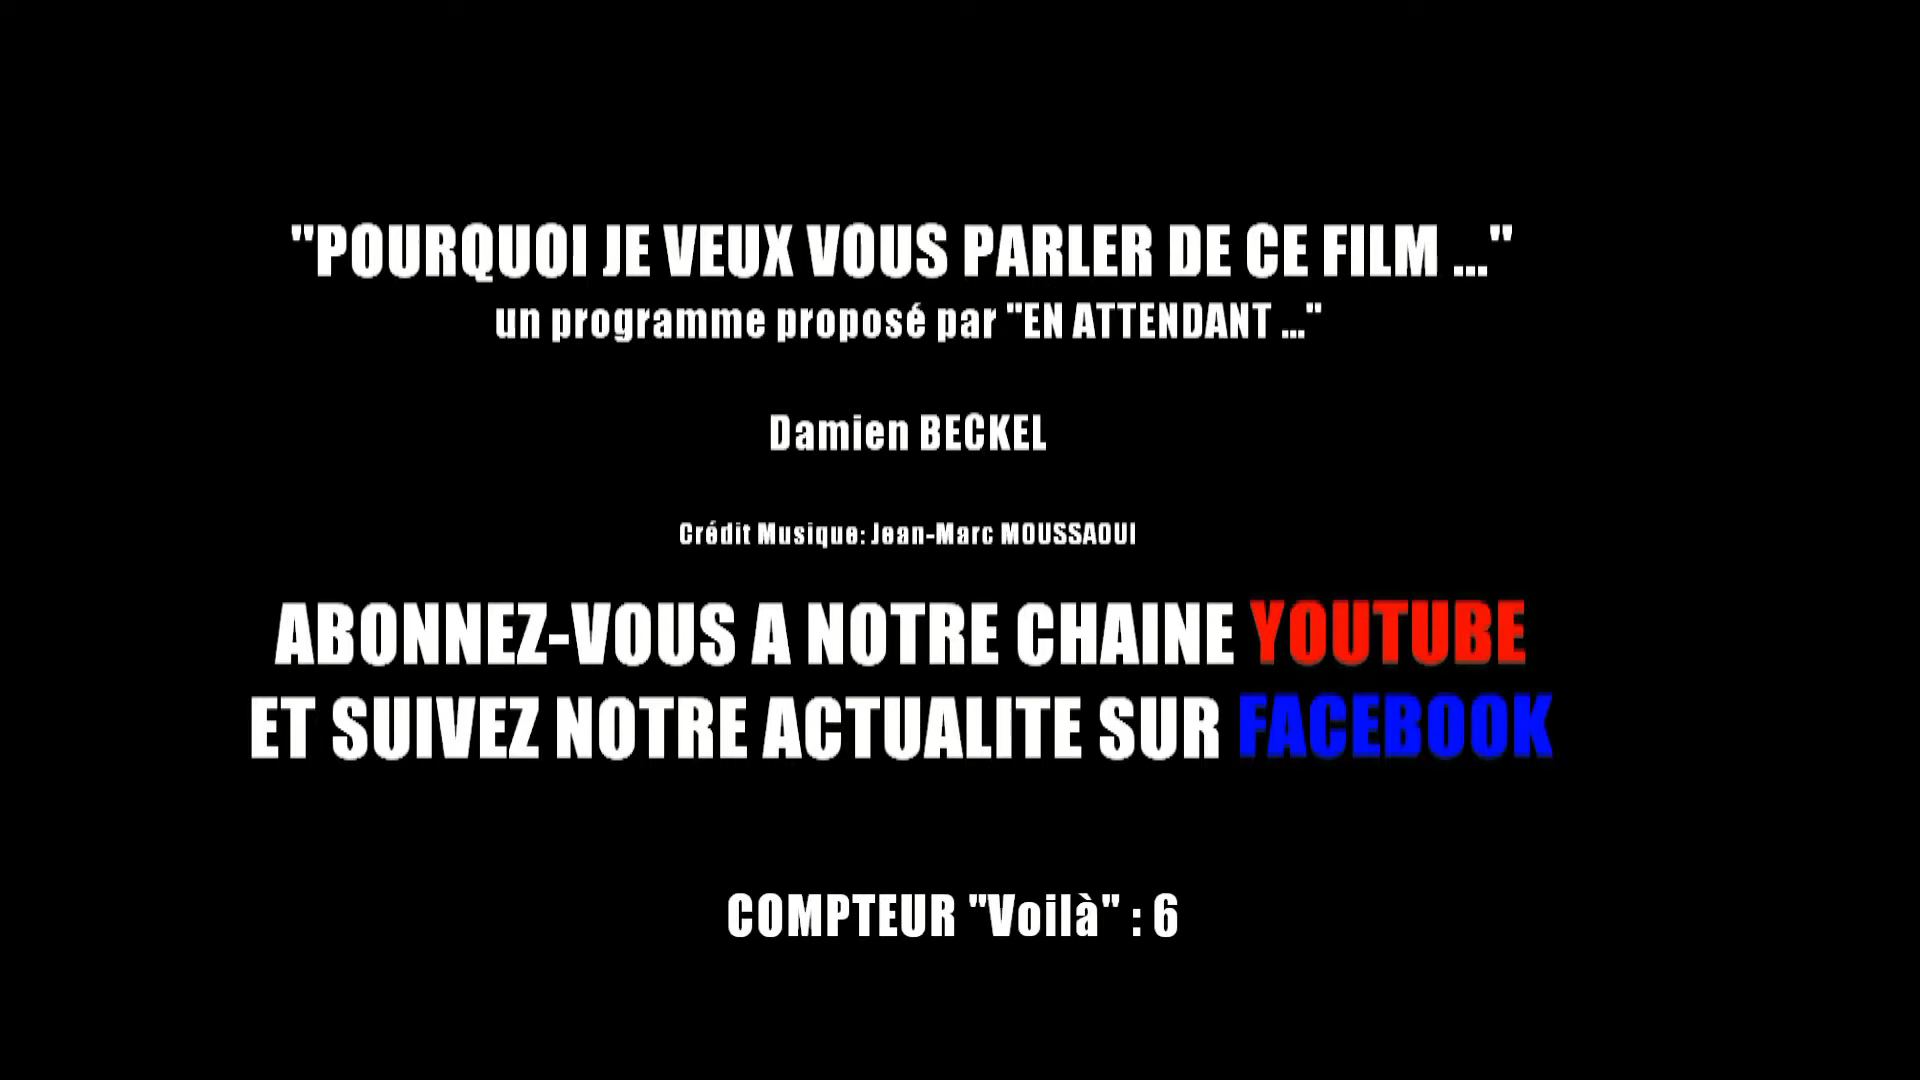 "POURQUOI JE VEUX VOUS PARLER DE CE FILM ..."
un programme proposé par "EN ATTENDANT ..."
Damien BECKEL
Crédit Musique: Jean-Marc MOUSSAOUI
ABONNEZ-VOUS A NOTRE CHAINE YOUTUBE
ET SUIVEZ NOTRE ACTUALITE SUR FACEBOOK
COMPTEUR "Voilà" : 6